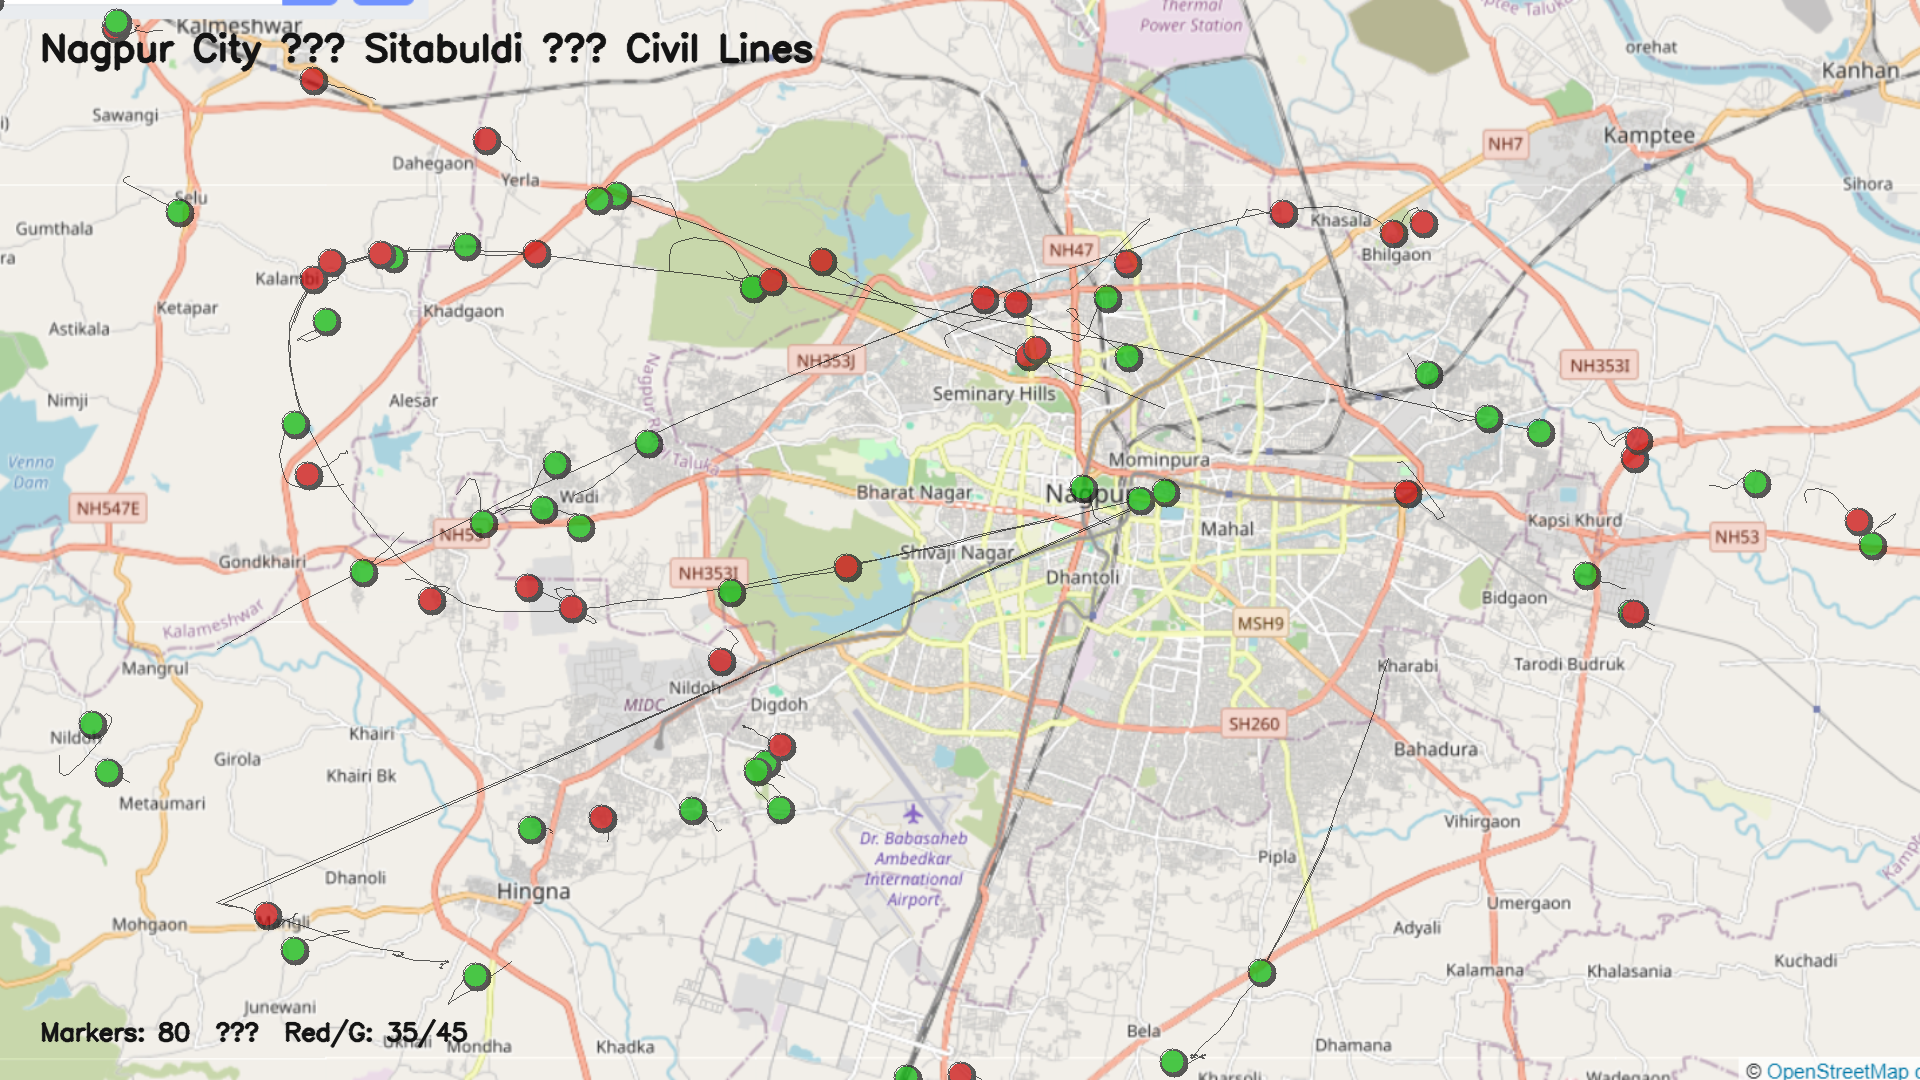 Nagpur City ??? Sitabuldi ??? Civil Lines
Kalmeshwar
Thermal
Power Station
orehat
Kanhan
Sawangi
NH7
Kamptee
Dahegaon
Yerla
Sihora
Selu
Gumthala
Khasala
NH47
Bhilgaon
Kalambi
Ketapar
Khadgaon
Astikala
NH353J
NH353I
Seminary Hills
Nimji
Alesar
Nagpur
Taluka
Mominpura
Venna
Dam
Wadi
Bharat Nagar
Nagpur
NH547E
Kapsi Khurd
Mahal
NH53
NH53
Gondkhairi
Shivaji Nagar
NH353I
Dhantoli
Bidgaon
Kalameshwar
MSH9
Mangrul
Kharabi
Tarodi Budruk
Nildoh
MIDC
Digdoh
SH260
Khairi
Nildoh
Bahadura
Girola
Khairi Bk
Metaumari
Vihirgaon
Dr. Babasaheb
Ambedkar
International
Airport
Pipla
Dhanoli
Hingna
Umergaon
Mohgaon
Mangli
Adyali
Kuchadi
Kalamana
Khalasania
Junewani
Markers: 80 ??? Red/G: 35/45
Bela
Mondha
Khadka
Dhamana
Kharsoli
Wadegaon
© OpenStreetMap c